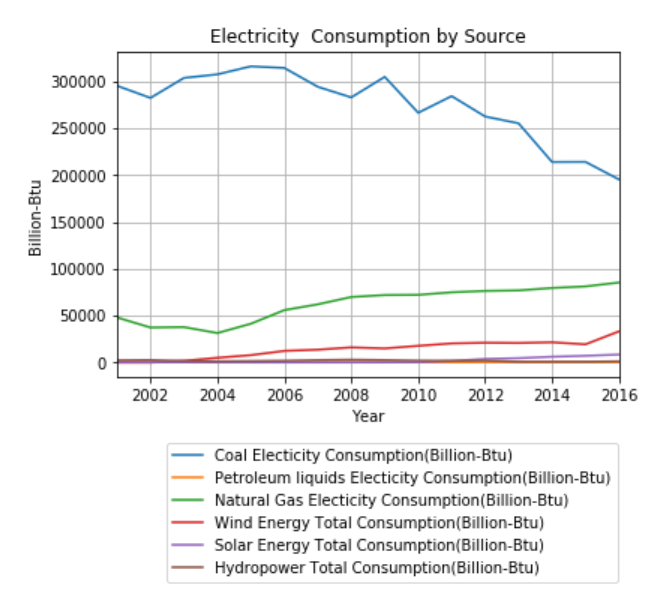 Electricity  Consumption by Source
300000
250000
200000
150000
100000
50000
0
Billion-Btu
2002 2004 2006 2008 2010 2012 2014 2016
Year
Coal Electicity Consumption(Billion-Btu)
Petroleum liquids Electicity Consumption(Billion-Btu)
Natural Gas Electicity Consumption(Billion-Btu)
Wind Energy Total Consumption(Billion-Btu)
Solar Energy Total Consumption(Billion-Btu)
Hydropower Total Consumption(Billion-Btu)